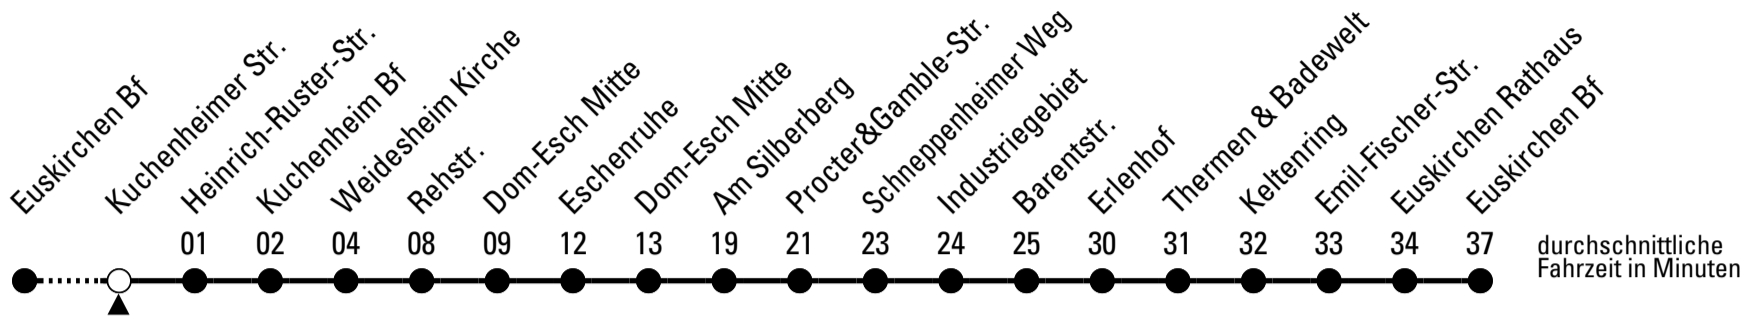 Euskirchen Bf
Kuchenheimer Str.
Heinrich-Ruster-Str.
Kuchenheim Bf
Weidesheim Kirche
Rehstr.
Dom-Esch Mitte
Eschenruhe
Dom-Esch Mitte
Am Silberberg
Procter&Gamble-Str.
Schneppenheimer Weg
Industriegebiet
Barentstr.
Erlenhof
Thermen & Badewelt
Keltenring
Emil-Fischer-Str.
Euskirchen Rathaus
Euskirchen Bf
01 02 04 08 09 12 13 19 21 23 24 25 30 31 32 33 34 37
durchschnittliche
Fahrzeit in Minuten